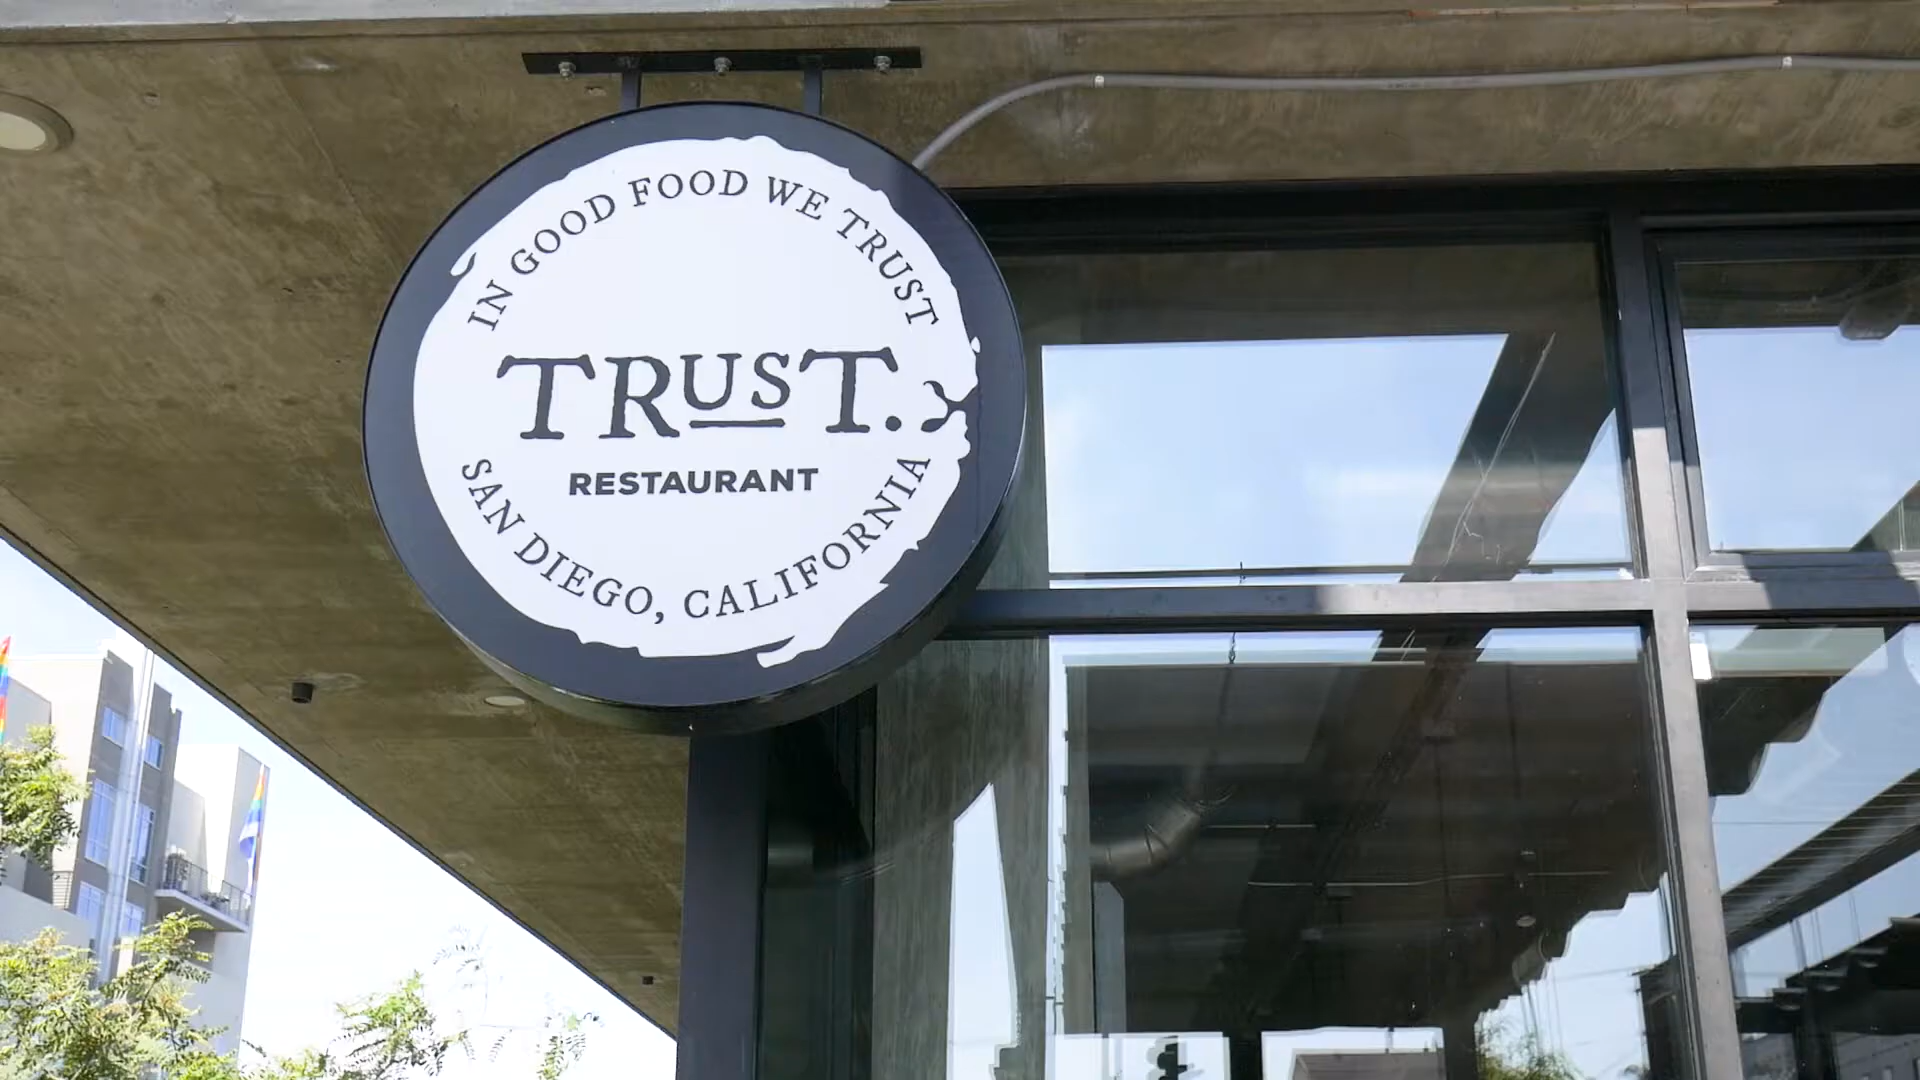 IN GOOD FOOD WE TRUST
TRUST.
RESTAURANT
SAN DIEGO, CALIFORNIA